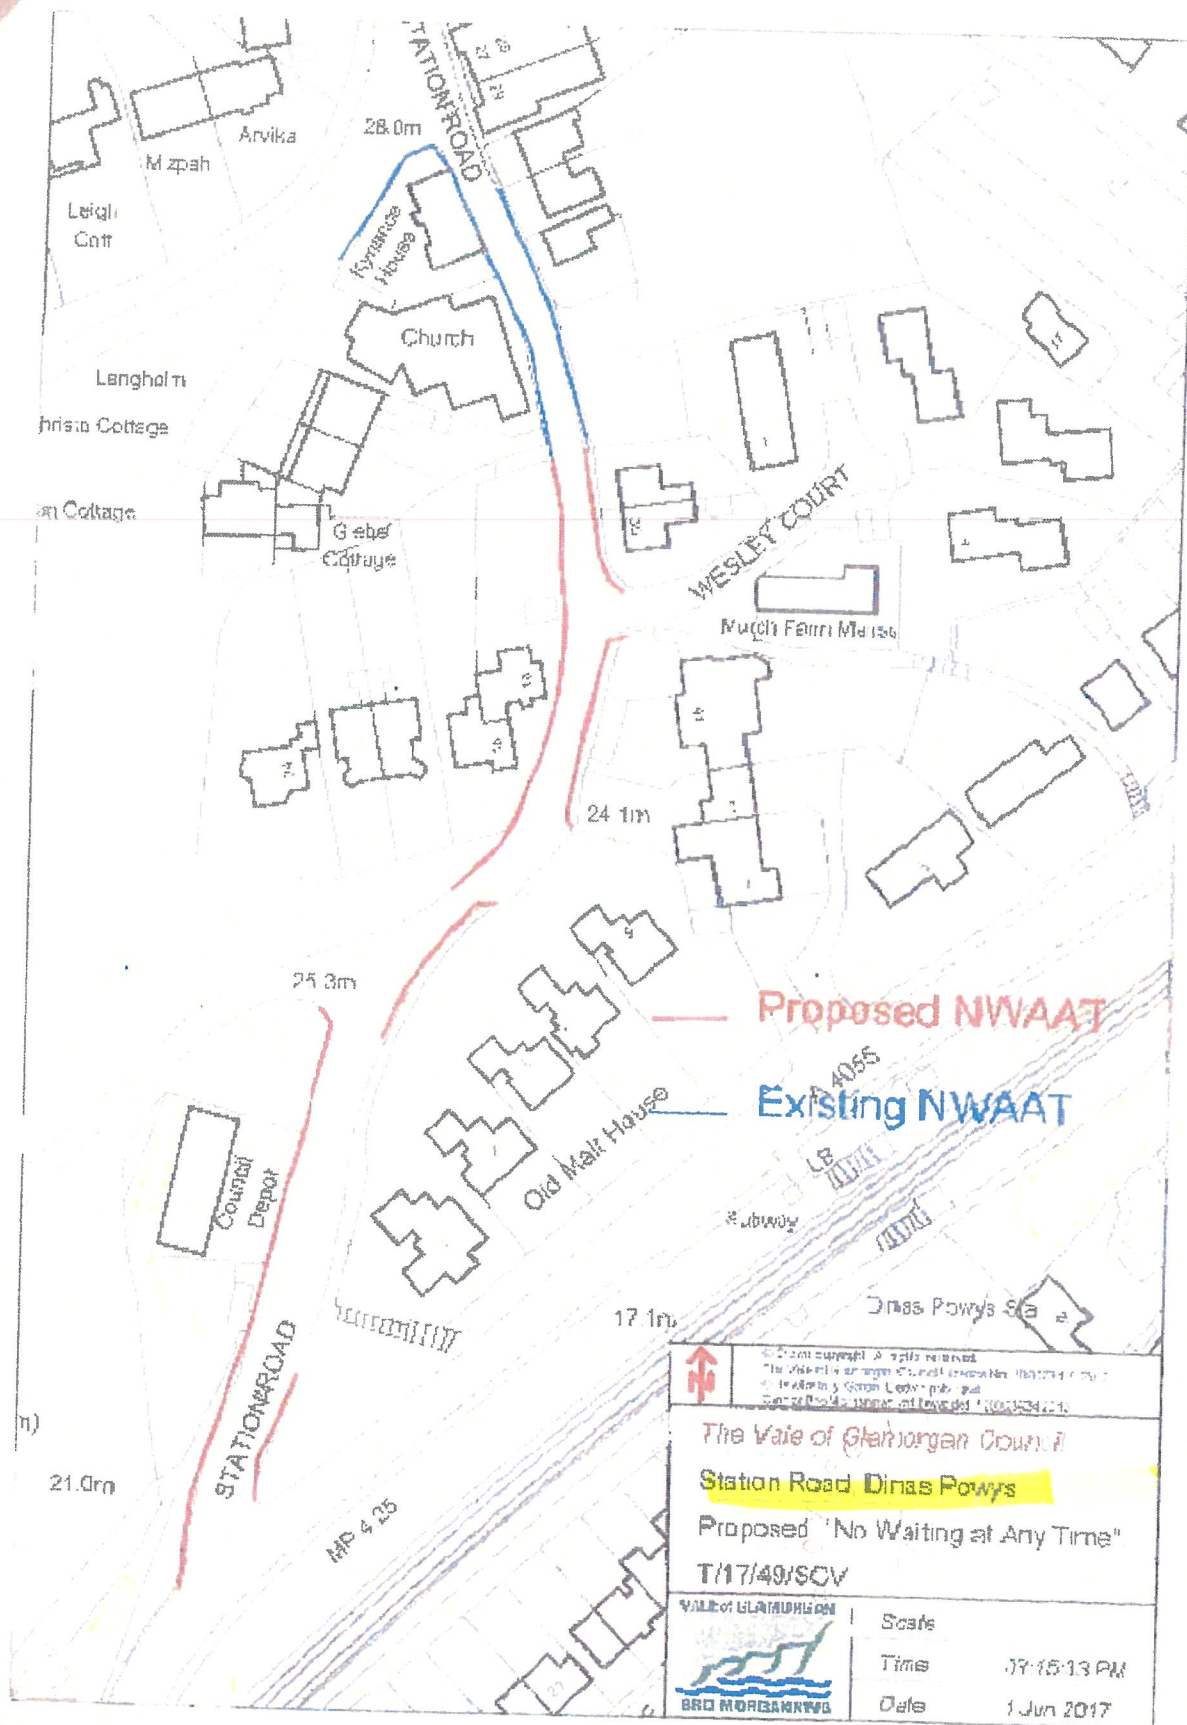 STATION ROAD
Arvika
28.0m
Mizpah
Leigh
Cott
Kynance
House
Church
Langholm
hrista Cottage
Cottage
Glebe
Cottage
WESLEY COURT
Murch Farm Manse
24.1m
25.3m
Proposed NWAAT
A 4055
Existing NWAAT
Old Malt House
LB
Council
Depot
Subway
Dinas Powys Sta
17.1m
STATION ROAD
21.0m
MP 4.25
N
The Vale of Glamorgan Council
Station Road Dinas Powys
Proposed "No Waiting at Any Time"
T/17/49/SCV
VALE of GLAMORGAN
BRO MORGANNWG
Scale
Time
Date 1 Jun 2017